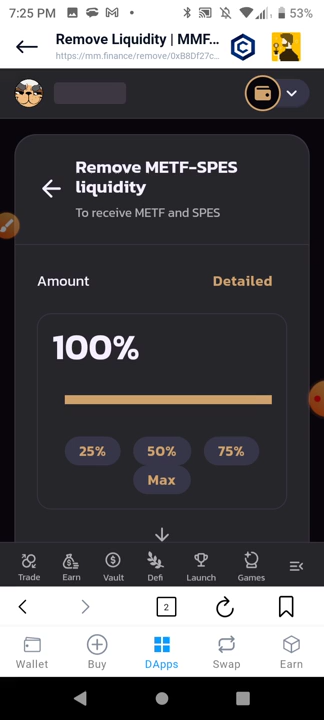 7:25 PM
53%
Remove Liquidity | MMF...
https://mm.finance/remove/0xB8Df27c...
Remove METF-SPES
liquidity
To receive METF and SPES
Amount
Detailed
100%
25%
50%
75%
Max
Trade
Earn
Vault
Defi
Launch
Games
2
Wallet
Buy
DApps
Swap
Earn